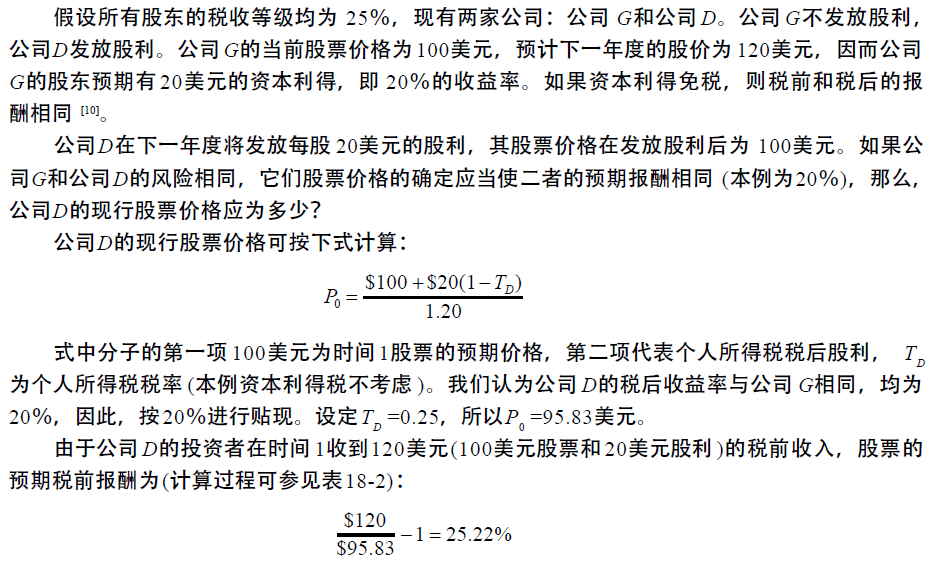 假设所有股东的税收等级均为 25%，现有两家公司：公司 G和公司D。公司G不发放股利，
公司D发放股利。公司G的当前股票价格为100美元，预计下一年度的股价为120美元，因而公司
G的股东预期有20美元的资本利得，即 20%的收益率。如果资本利得免税，则税前和税后的报
酬相同 [10]。
公司D在下一年度将发放每股 20美元的股利，其股票价格在发放股利后为 100美元。如果公
司G和公司D的风险相同，它们股票价格的确定应当使二者的预期报酬相同 (本例为20%)，那么，
公司D的现行股票价格应为多少？
公司D的现行股票价格可按下式计算：
P0 = ($100 + $20(1 − TD)) / 1.20
式中分子的第一项 100美元为时间1股票的预期价格，第二项代表个人所得税税后股利， TD
为个人所得税税率 (本例资本利得税不考虑 )。我们认为公司 D的税后收益率与公司 G相同，均为
20%，因此，按20%进行贴现。设定TD =0.25，所以P0 =95.83美元。
由于公司 D的投资者在时间 1收到120美元(100美元股票和20美元股利 )的税前收入，股票的
预期税前报酬为(计算过程可参见表18-2)：
$120 / $95.83 − 1 = 25.22%